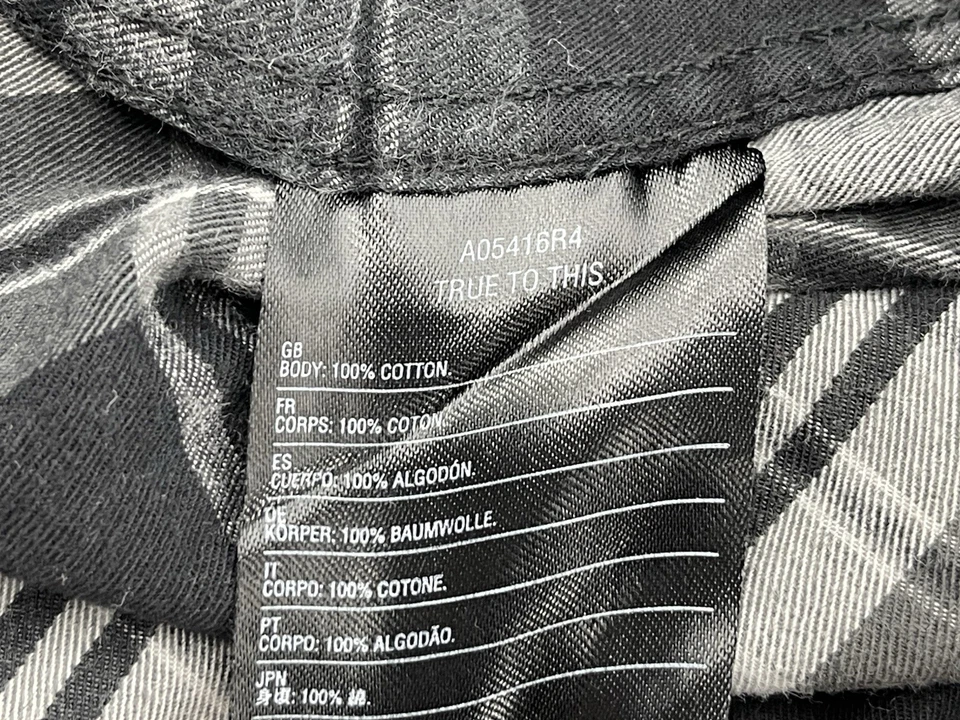 A05416R4
TRUE TO THIS.
GB
BODY: 100% COTTON.
FR
CORPS: 100% COTON.
ES
CUERPO: 100% ALGODÓN.
DE
KÖRPER: 100% BAUMWOLLE.
IT
CORPO: 100% COTONE.
PT
CORPO: 100% ALGODÃO.
JPN
身頃: 100% 綿.